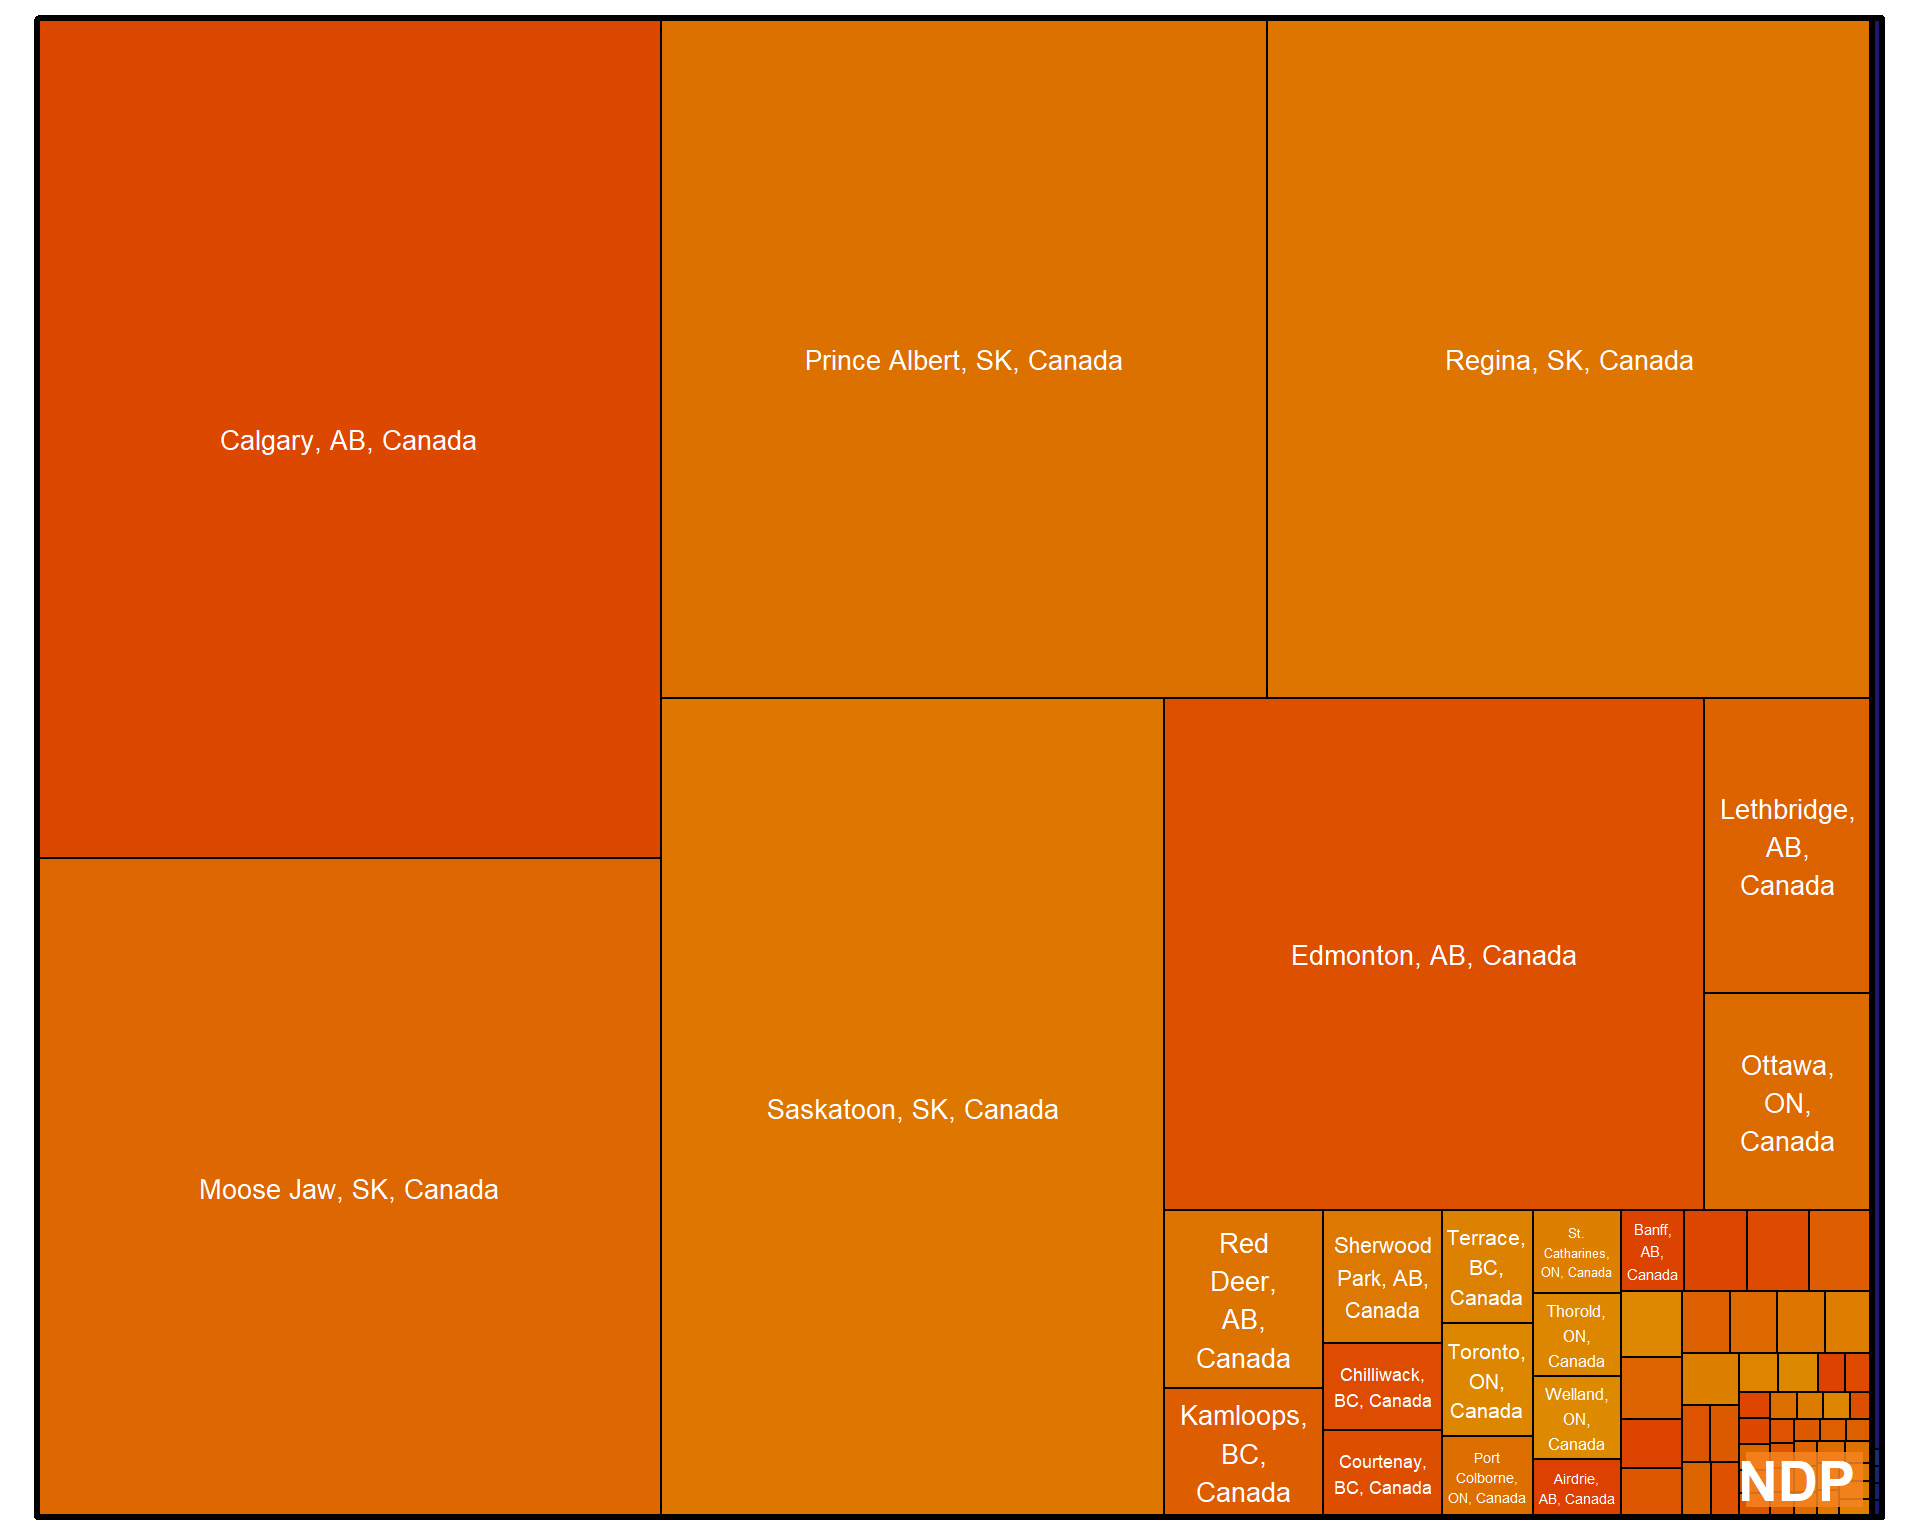 Calgary, AB, Canada
Prince Albert, SK, Canada
Regina, SK, Canada
Moose Jaw, SK, Canada
Saskatoon, SK, Canada
Edmonton, AB, Canada
Lethbridge,
AB,
Canada
Ottawa,
ON,
Canada
Red
Deer,
AB,
Canada
Kamloops,
BC,
Canada
Sherwood
Park, AB,
Canada
Chilliwack,
BC, Canada
Courtenay,
BC, Canada
Terrace,
BC,
Canada
Toronto,
ON,
Canada
Port
Colborne,
ON, Canada
St.
Catharines,
ON, Canada
Thorold,
ON,
Canada
Welland,
ON,
Canada
Airdrie,
AB, Canada
Banff,
AB,
Canada
NDP